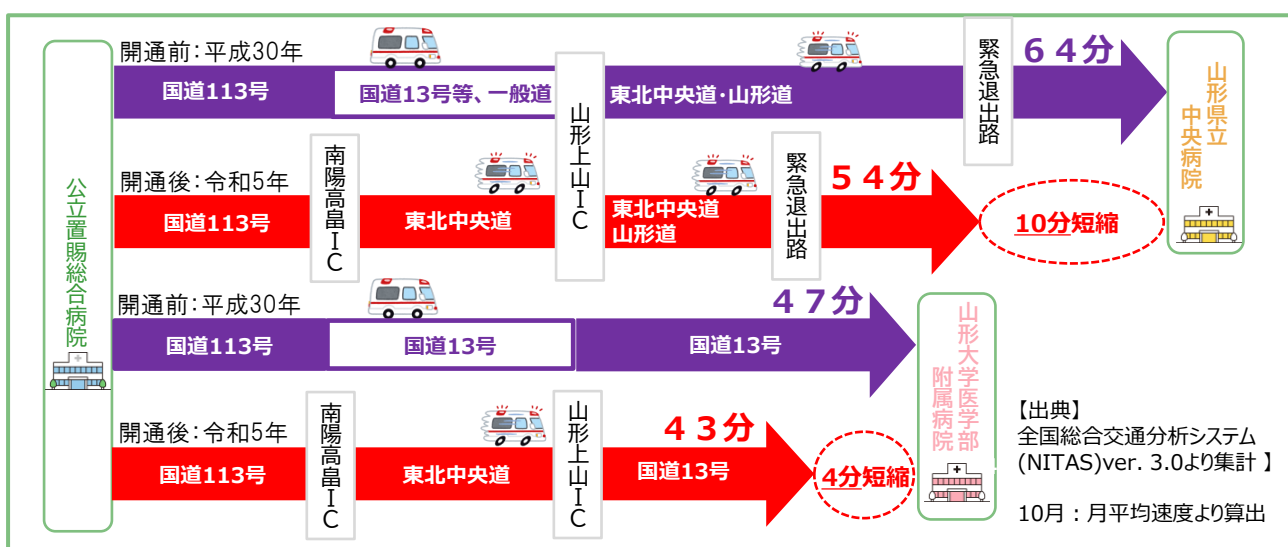 公立置賜総合病院
開通前：平成30年
国道113号
国道13号等、一般道
山形上山IC
東北中央道・山形道
緊急退出路
64分
山形県立
中央病院
開通後：令和5年
国道113号
南陽高畠IC
東北中央道
東北中央道
山形道
緊急退出路
54分
10分短縮
開通前：平成30年
国道113号
国道13号
国道13号
47分
山形大学医学部
附属病院
開通後：令和5年
国道113号
南陽高畠IC
東北中央道
山形上山IC
国道13号
43分
4分短縮
【出典】
全国総合交通分析システム
(NITAS)ver. 3.0より集計 】
10月：月平均速度より算出